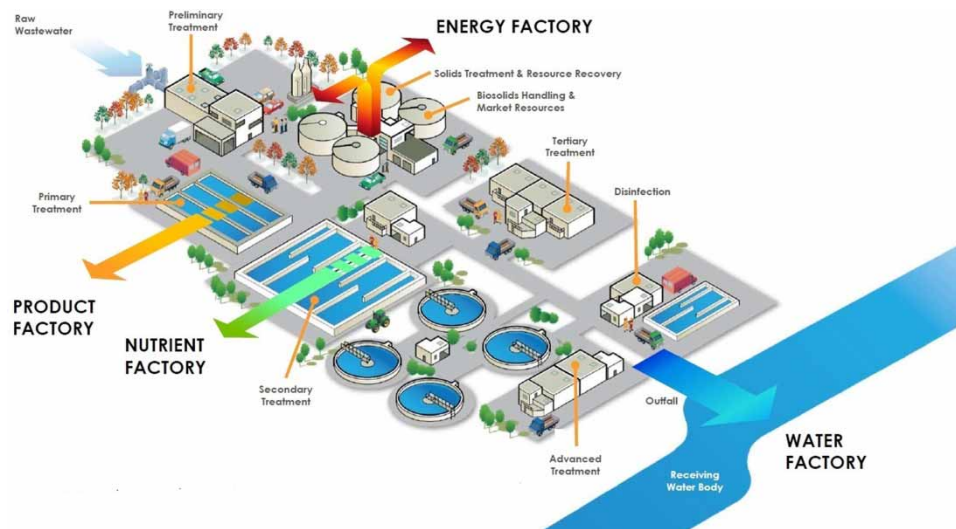 Raw
Wastewater
Preliminary
Treatment
ENERGY FACTORY
Solids Treatment & Resource Recovery
Biosolids Handling &
Market Resources
Tertiary
Treatment
Disinfection
Primary
Treatment
PRODUCT
FACTORY
NUTRIENT
FACTORY
Secondary
Treatment
Advanced
Treatment
Outfall
WATER
FACTORY
Receiving
Water Body